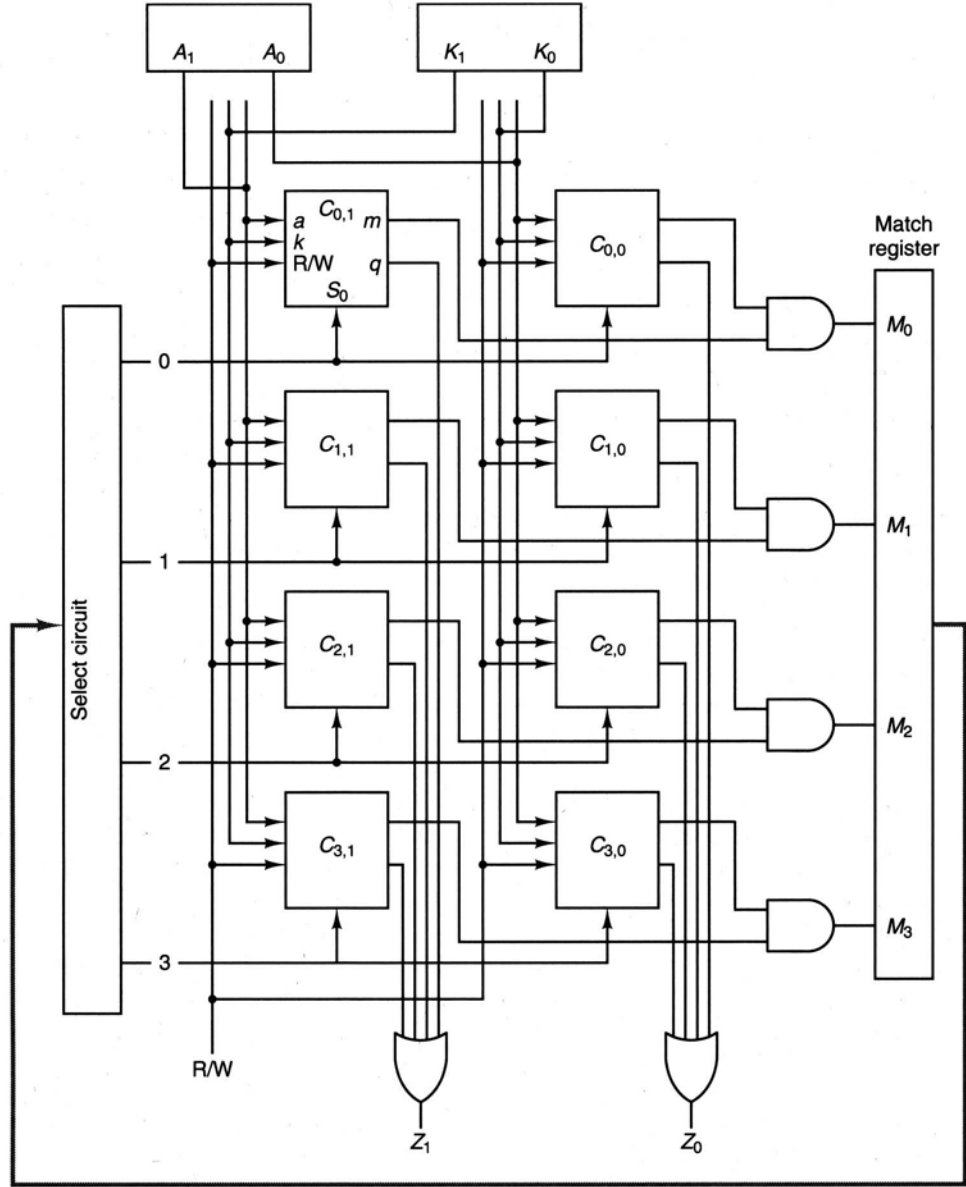 A1 A0 K1 K0
a C0,1 m
k
R/W q
S0
C0,0
Match
register
M0
0
C1,1 C1,0
M1
1
Select circuit
C2,1 C2,0
M2
2
C3,1 C3,0
M3
3
R/W
Z1 Z0